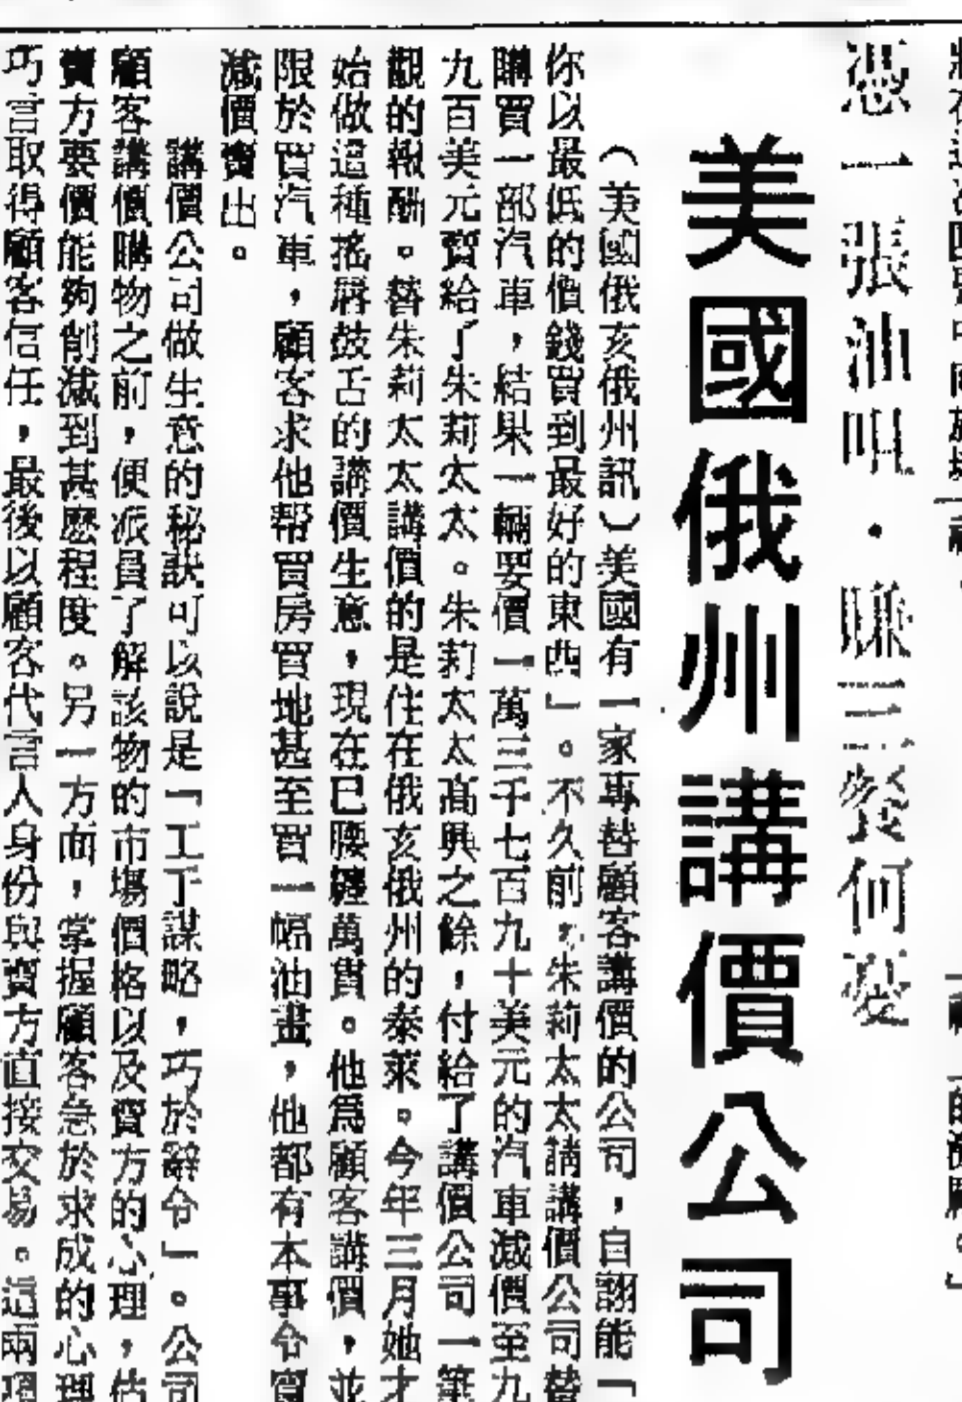 憑一張油咀・賺三餐何憂
美國俄州講價公司
（美國俄亥俄州訊）美國有一家專替顧客講價的公司，自詡能「
你以最低的價錢買到最好的東西」。不久前，朱莉太太請講價公司替
購買一部汽車，結果一輛要價一萬三千七百九十美元的汽車減價至九
九百美元賣給了朱莉太太。朱莉太太高興之餘，付給了講價公司一筆
觀的報酬。替朱莉太太講價的是住在俄亥俄州的泰萊。今年三月她才
始做這種搖唇鼓舌的講價生意，現在已腰纏萬貫。他爲顧客講價，並
限於買汽車，顧客求他帮買房買地甚至買一幅油畫，他都有本事令賣
減價賣出。
講價公司做生意的秘訣可以說是「工于謀略，巧於辭令」。公司
顧客講價購物之前，便派員了解該物的市場價格以及賣方的心理，估
賣方要價能夠削減到甚麼程度。另一方面，掌握顧客急於求成的心理
巧言取得顧客信任，最後以顧客代言人身份與賣方直接交易。這兩項